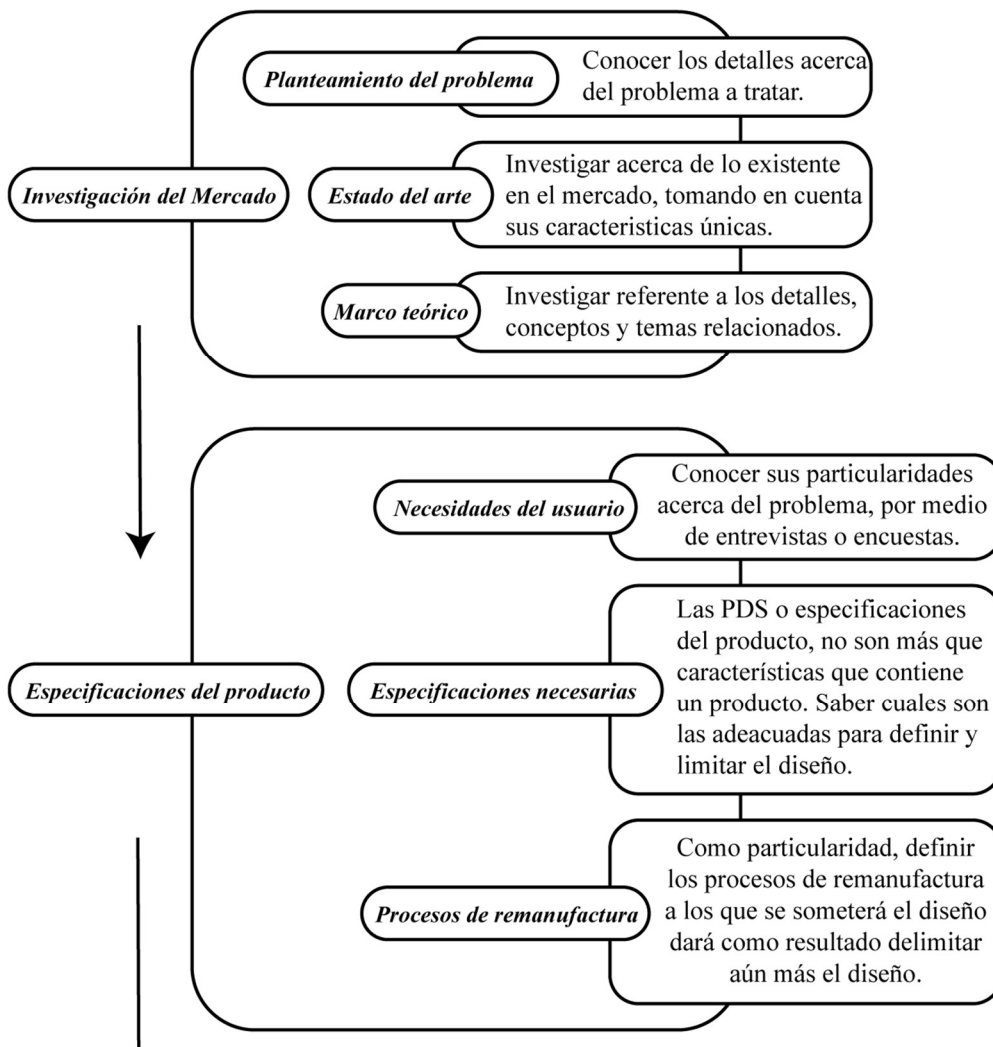 Planteamiento del problema
Conocer los detalles acerca
del problema a tratar.
Investigación del Mercado
Estado del arte
Investigar acerca de lo existente
en el mercado, tomando en cuenta
sus caracteristicas únicas.
Marco teórico
Investigar referente a los detalles,
conceptos y temas relacionados.
Necesidades del usuario
Conocer sus particularidades
acerca del problema, por medio
de entrevistas o encuestas.
Especificaciones del producto
Especificaciones necesarias
Las PDS o especificaciones
del producto, no son más que
característícas que contiene
un producto. Saber cuales son
las adeacuadas para definir y
limitar el diseño.
Procesos de remanufactura
Como particularidad, definir
los procesos de remanufactura
a los que se someterá el diseño
dará como resultado delimitar
aún más el diseño.